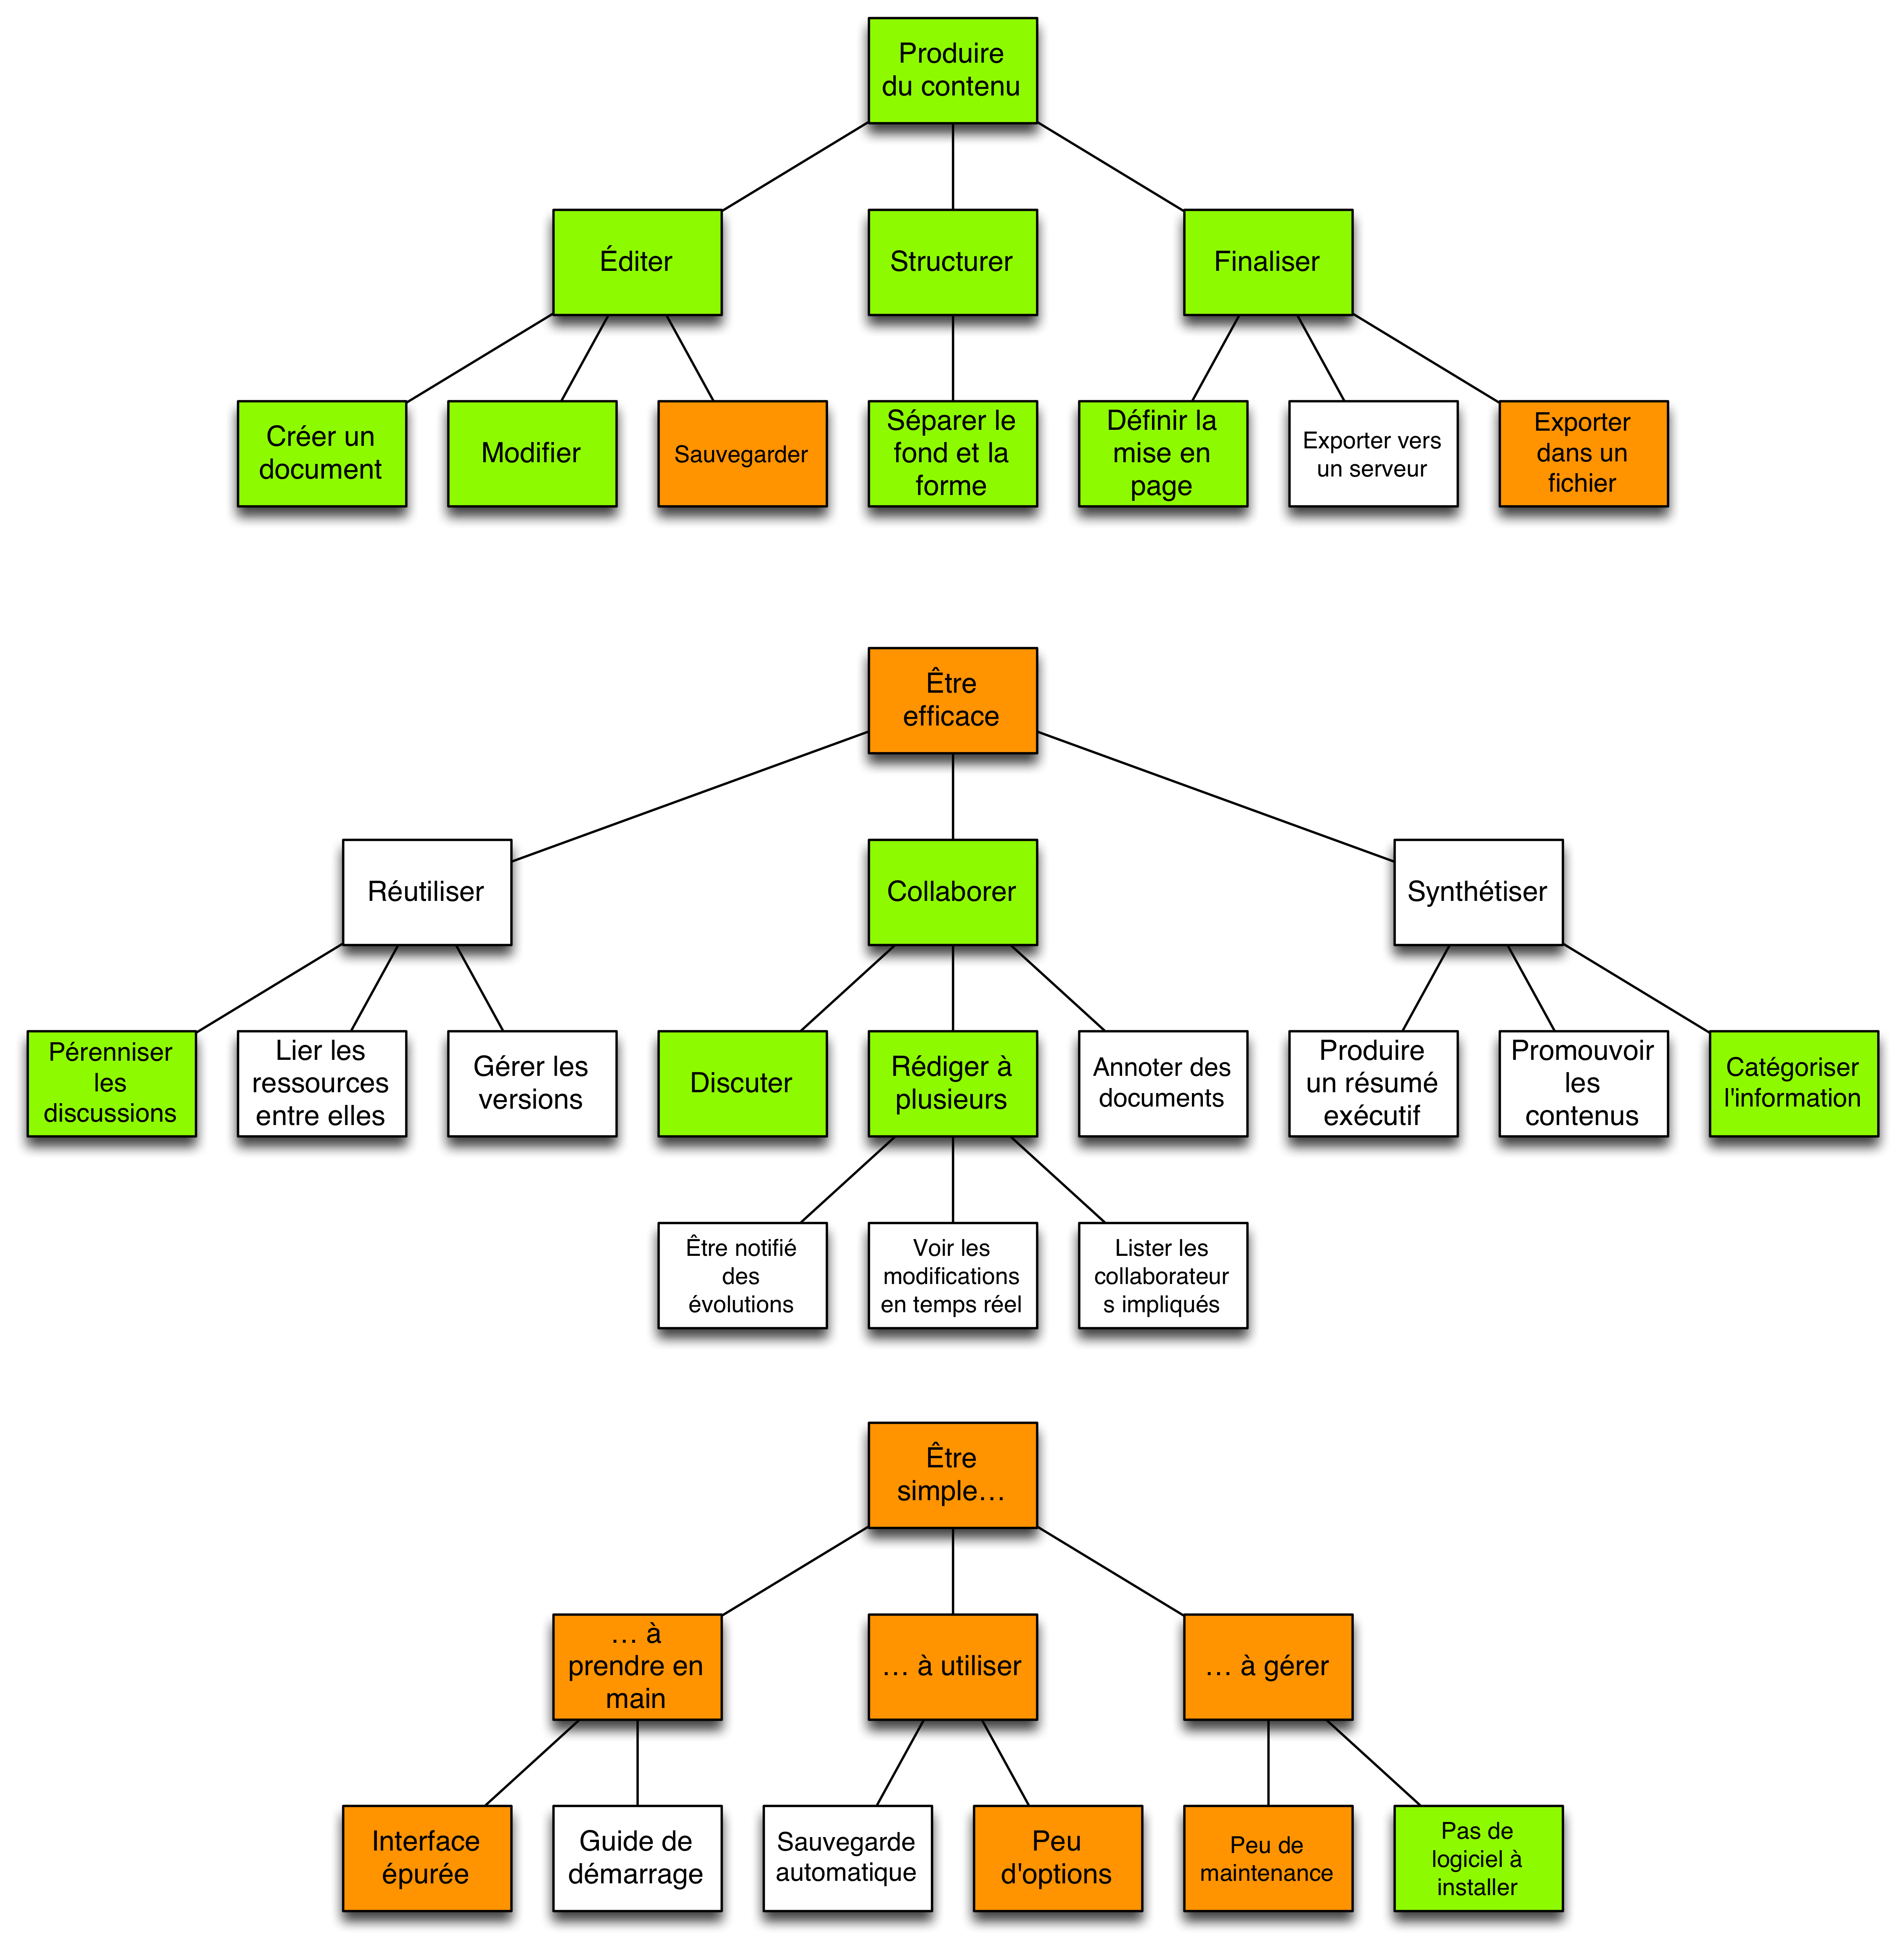 Produire
du contenu
Éditer
Structurer
Finaliser
Créer un
document
Modifier
Sauvegarder
Séparer le
fond et la
forme
Définir la
mise en
page
Exporter vers
un serveur
Exporter
dans un
fichier
Être
efficace
Réutiliser
Collaborer
Synthétiser
Pérenniser
les
discussions
Lier les
ressources
entre elles
Gérer les
versions
Discuter
Rédiger à
plusieurs
Annoter des
documents
Produire
un résumé
exécutif
Promouvoir
les
contenus
Catégoriser
l'information
Être notifié
des
évolutions
Voir les
modifications
en temps réel
Lister les
collaborateur
s impliqués
Être
simple…
… à
prendre en
main
… à utiliser
… à gérer
Interface
épurée
Guide de
démarrage
Sauvegarde
automatique
Peu
d'options
Peu de
maintenance
Pas de
logiciel à
installer